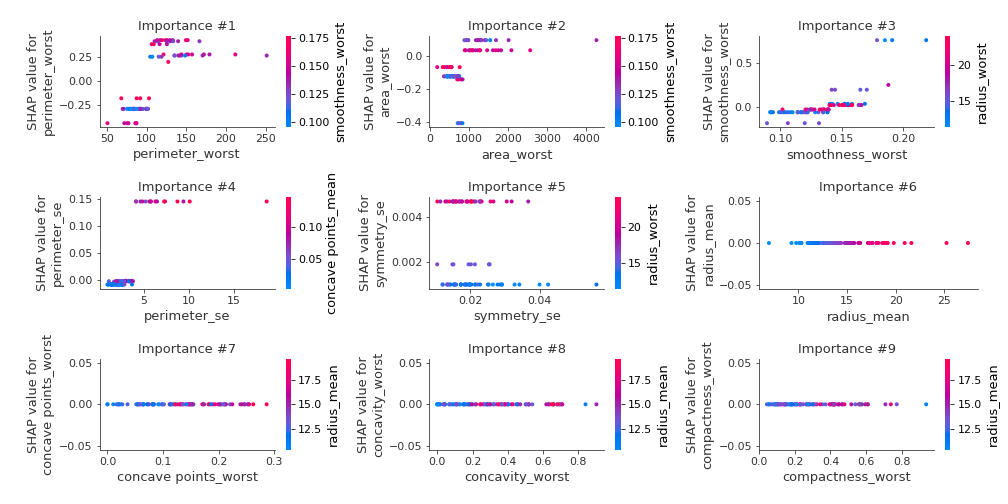 Importance #1
SHAP value for
perimeter_worst
0.25
0.00
−0.25
50
100
150
200
250
perimeter_worst
0.175
0.150
0.125
0.100
smoothness_worst
Importance #2
SHAP value for
area_worst
0.0
−0.2
−0.4
0
1000
2000
3000
4000
area_worst
0.175
0.150
0.125
0.100
smoothness_worst
Importance #3
SHAP value for
smoothness_worst
0.5
0.0
0.10
0.15
0.20
smoothness_worst
20
15
radius_worst
Importance #4
SHAP value for
perimeter_se
0.15
0.10
0.05
0.00
5
10
15
perimeter_se
0.10
0.05
concave points_mean
Importance #5
SHAP value for
symmetry_se
0.004
0.002
0.02
0.04
symmetry_se
20
15
radius_worst
Importance #6
SHAP value for
radius_mean
0.05
0.00
−0.05
10
15
20
25
radius_mean
Importance #7
SHAP value for
concave points_worst
0.05
0.00
−0.05
0.0
0.1
0.2
0.3
concave points_worst
17.5
15.0
12.5
radius_mean
Importance #8
SHAP value for
concavity_worst
0.05
0.00
−0.05
0.0
0.2
0.4
0.6
0.8
concavity_worst
17.5
15.0
12.5
radius_mean
Importance #9
SHAP value for
compactness_worst
0.05
0.00
−0.05
0.0
0.2
0.4
0.6
0.8
compactness_worst
17.5
15.0
12.5
radius_mean